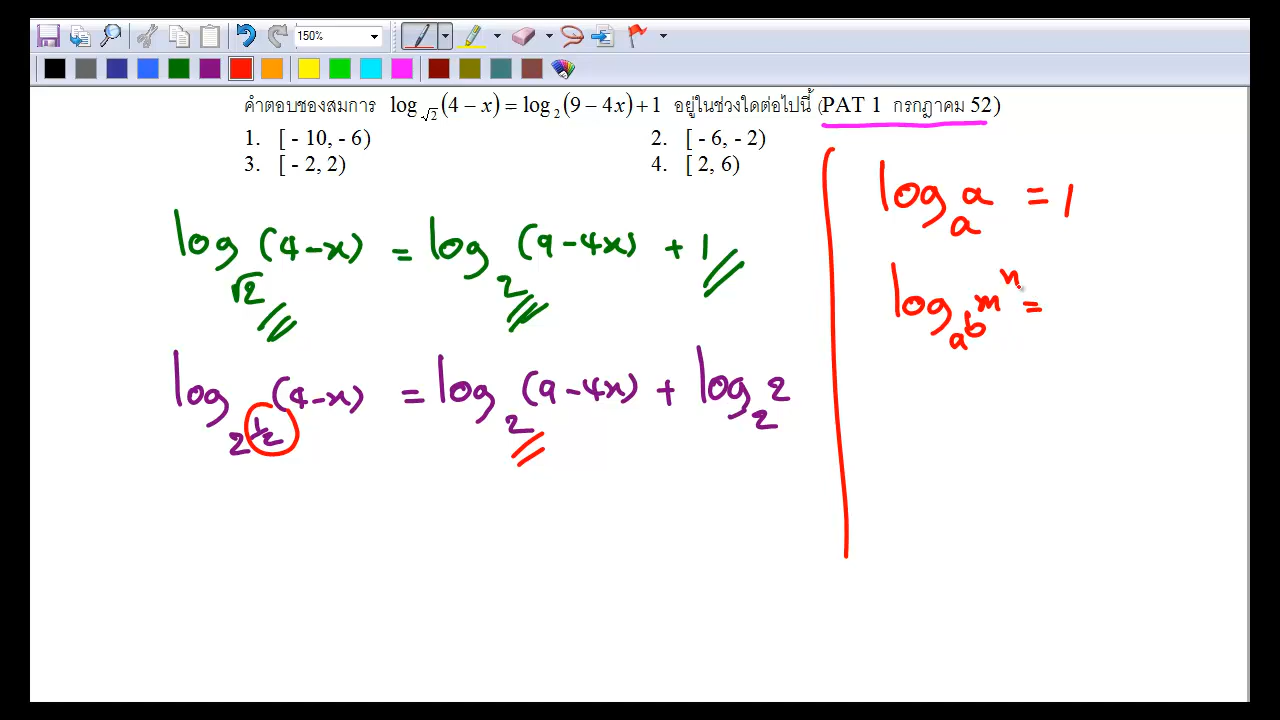 150%
คำตอบของสมการ log_√2(4 − x) = log_2(9 − 4x) + 1 อยู่ในช่วงใดต่อไปนี้ (PAT 1 กรกฎาคม 52)
1. [ - 10, - 6) 2. [ - 6, - 2)
3. [ - 2, 2) 4. [ 2, 6)
log_a a = 1
log_√2 (4-x) = log_2 (9-4x) + 1
log_a^b m^n =
log_2^1/2 (4-x) = log_2 (9-4x) + log_2 2